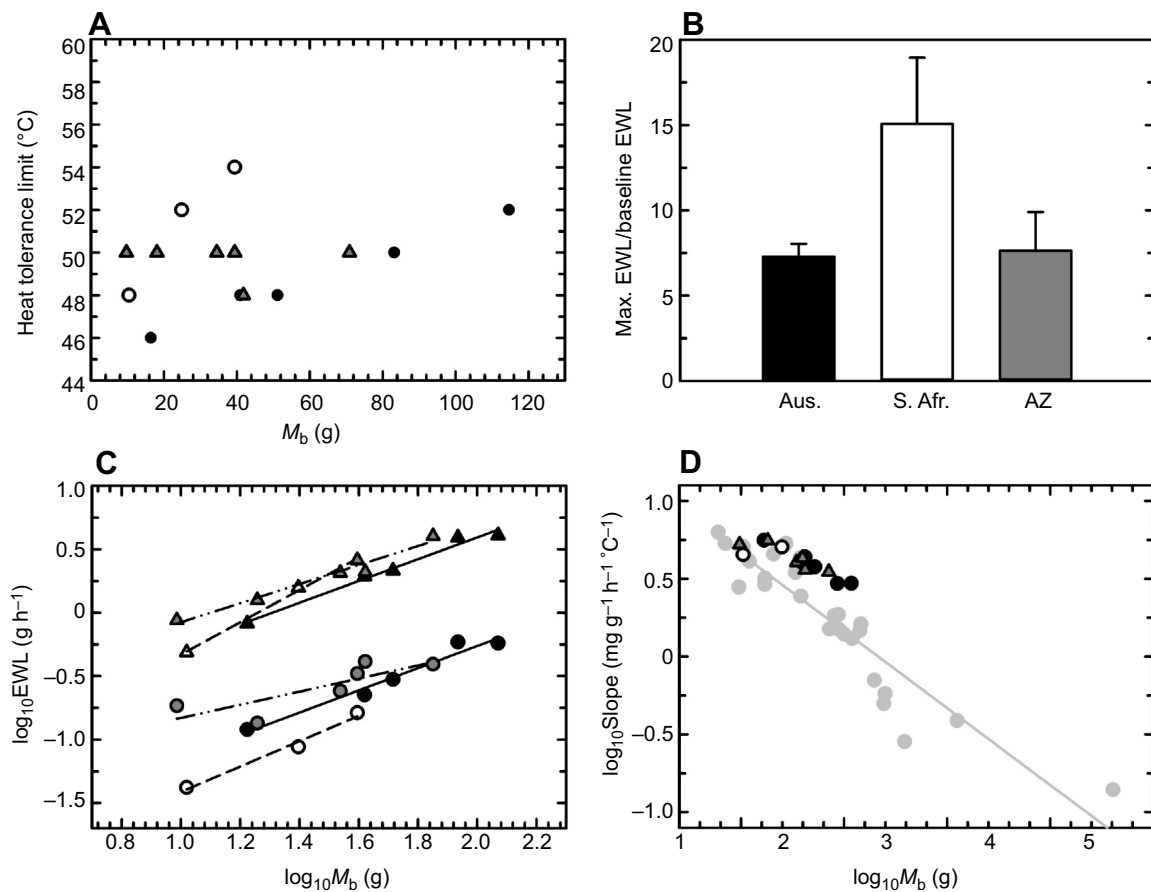 A
60
58
56
54
52
50
48
46
44
Heat tolerance limit (°C)
0 20 40 60 80 100 120
M_b (g)
B
20
15
10
5
0
Max. EWL/baseline EWL
Aus. S. Afr. AZ
C
1.0
0.5
0
–0.5
–1.0
–1.5
log10EWL (g h–1)
0.8 1.0 1.2 1.4 1.6 1.8 2.0 2.2
log10M_b (g)
D
1.0
0.5
0
–0.5
–1.0
log10Slope (mg g–1 h–1 °C–1)
1 2 3 4 5
log10M_b (g)